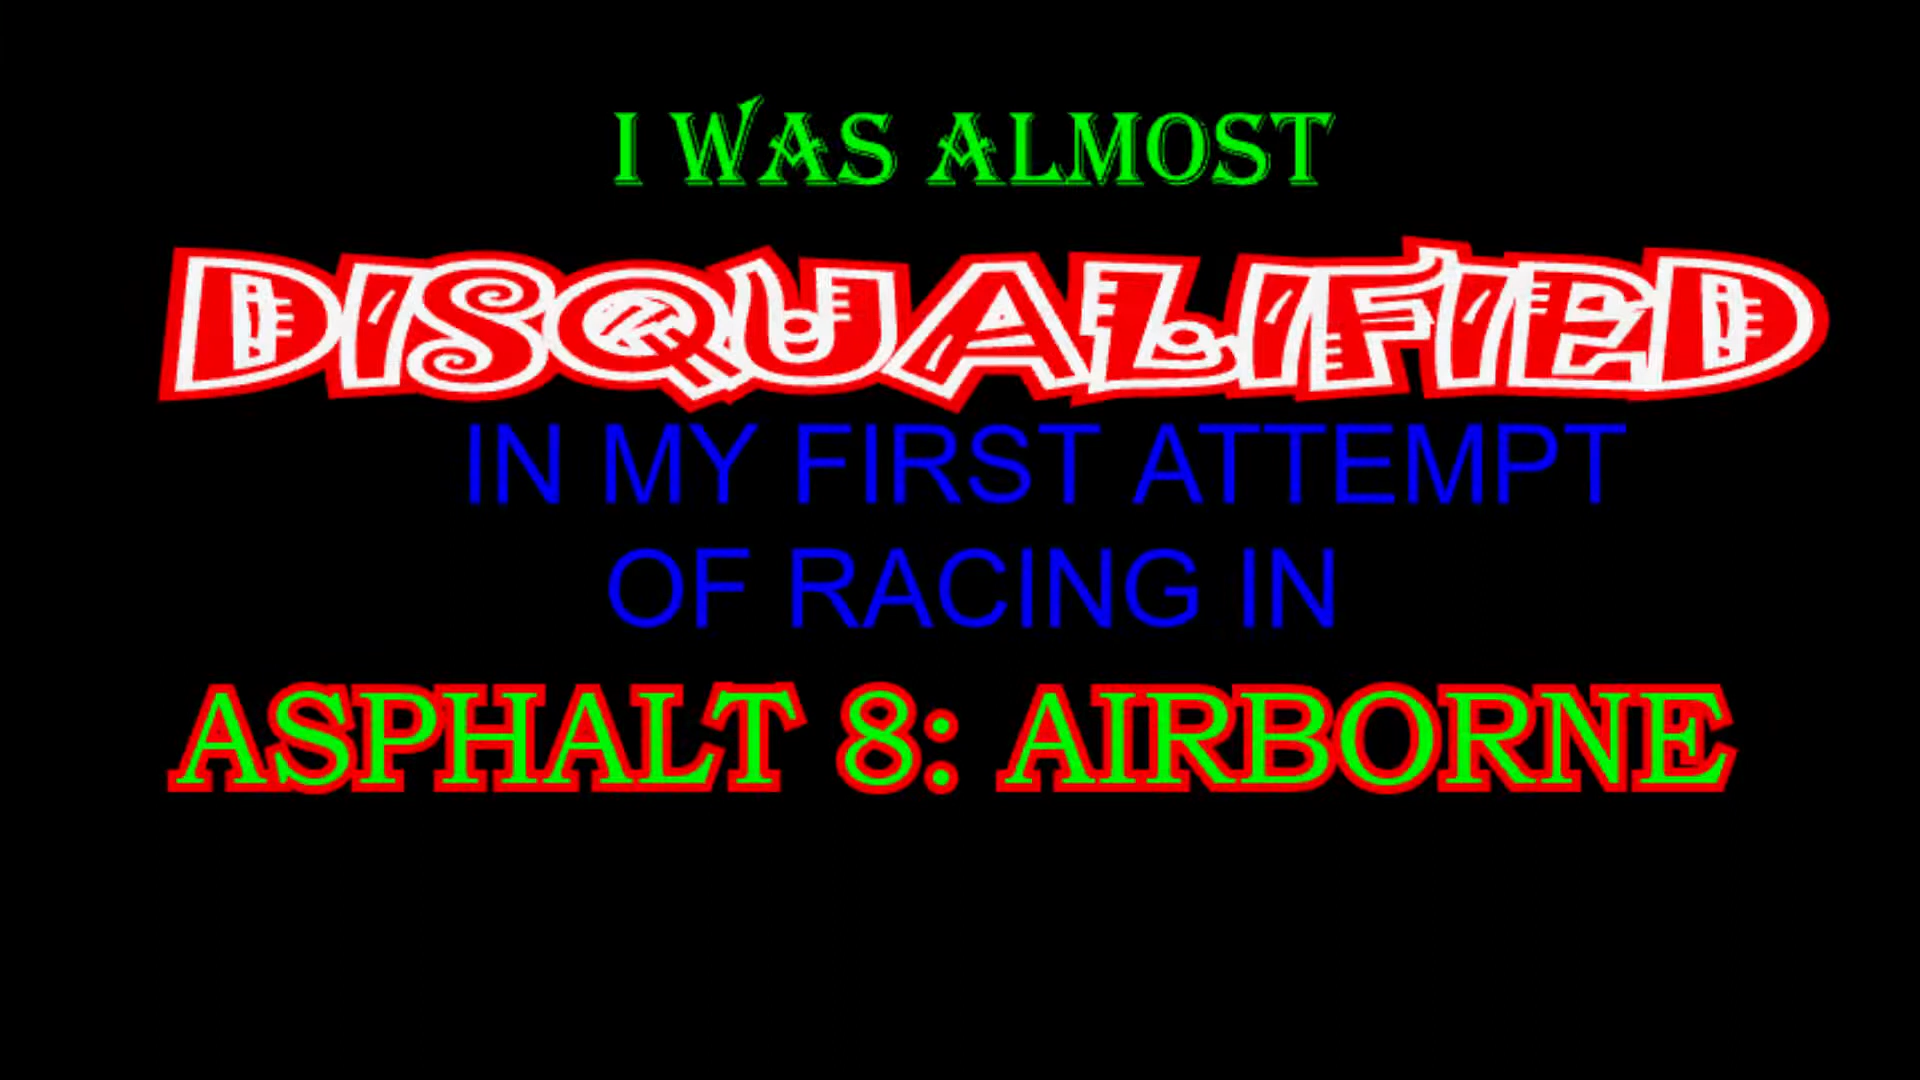 I WAS ALMOST
DISQUALIFIED
IN MY FIRST ATTEMPT
OF RACING IN
ASPHALT 8: AIRBORNE